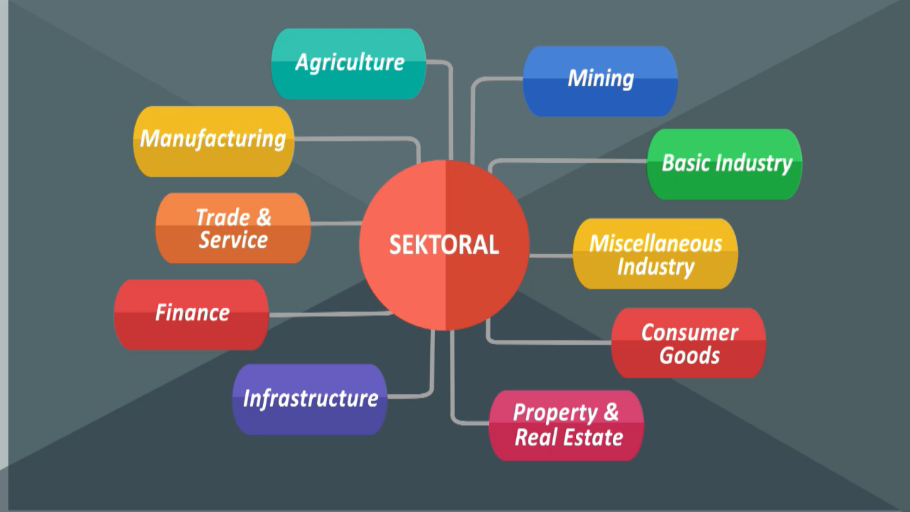 Agriculture
Mining
Manufacturing
Basic Industry
Trade &
Service
SEKTORAL
Miscellaneous
Industry
Finance
Consumer
Goods
Infrastructure
Property &
Real Estate